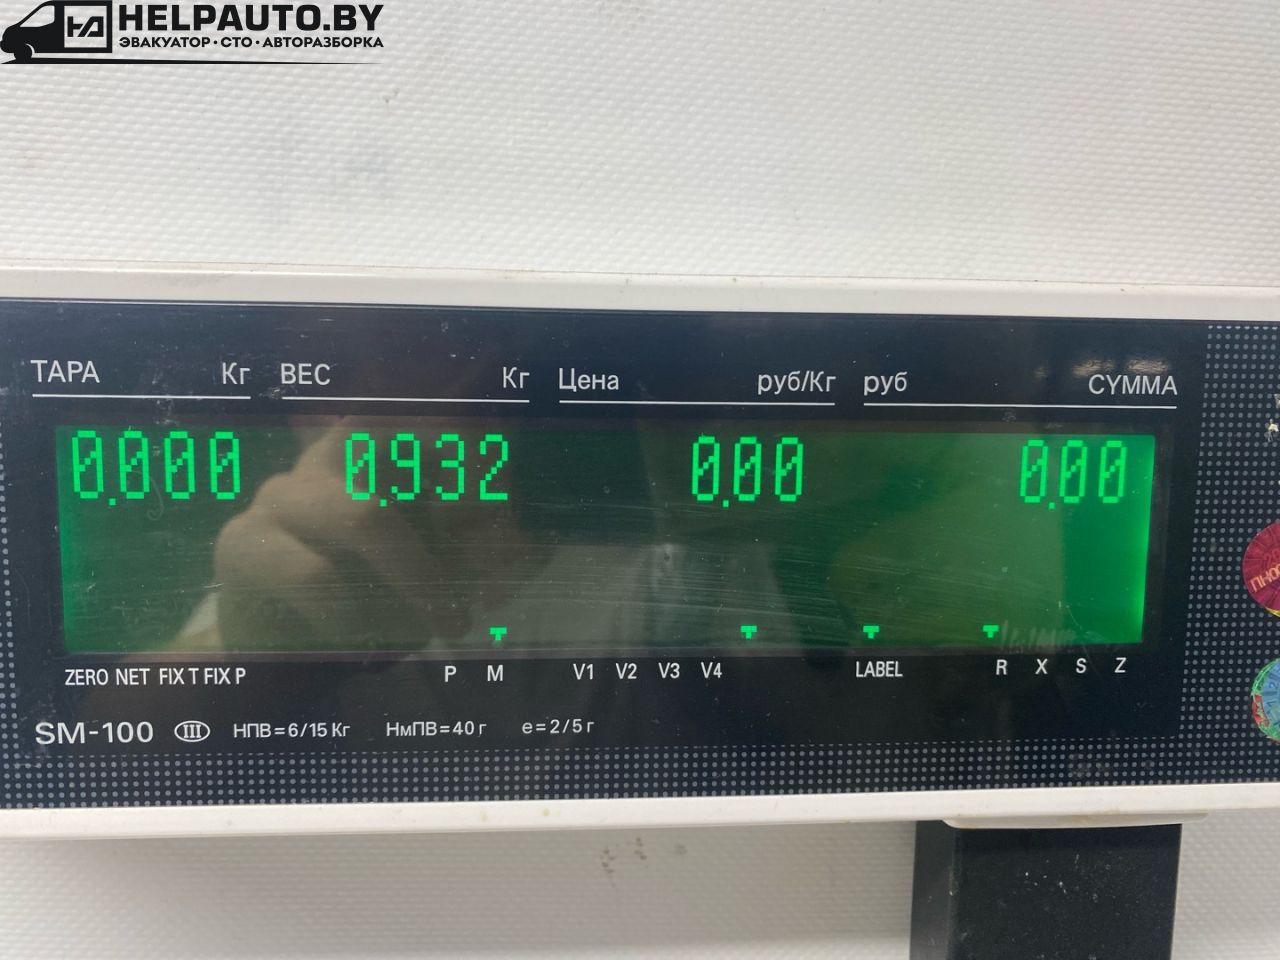 HELPAUTO.BY
ЭВАКУАТОР·СТО·АВТОРАЗБОРКА
ТАРА Кг ВЕС Кг Цена руб/Кг руб СУММА
0.000 0.932 0.00 0.00
ZERO NET FIX T FIX P P M V1 V2 V3 V4 LABEL R X S Z
SM-100 III НПВ=6/15 Кг НмПВ=40 г e=2/5 г